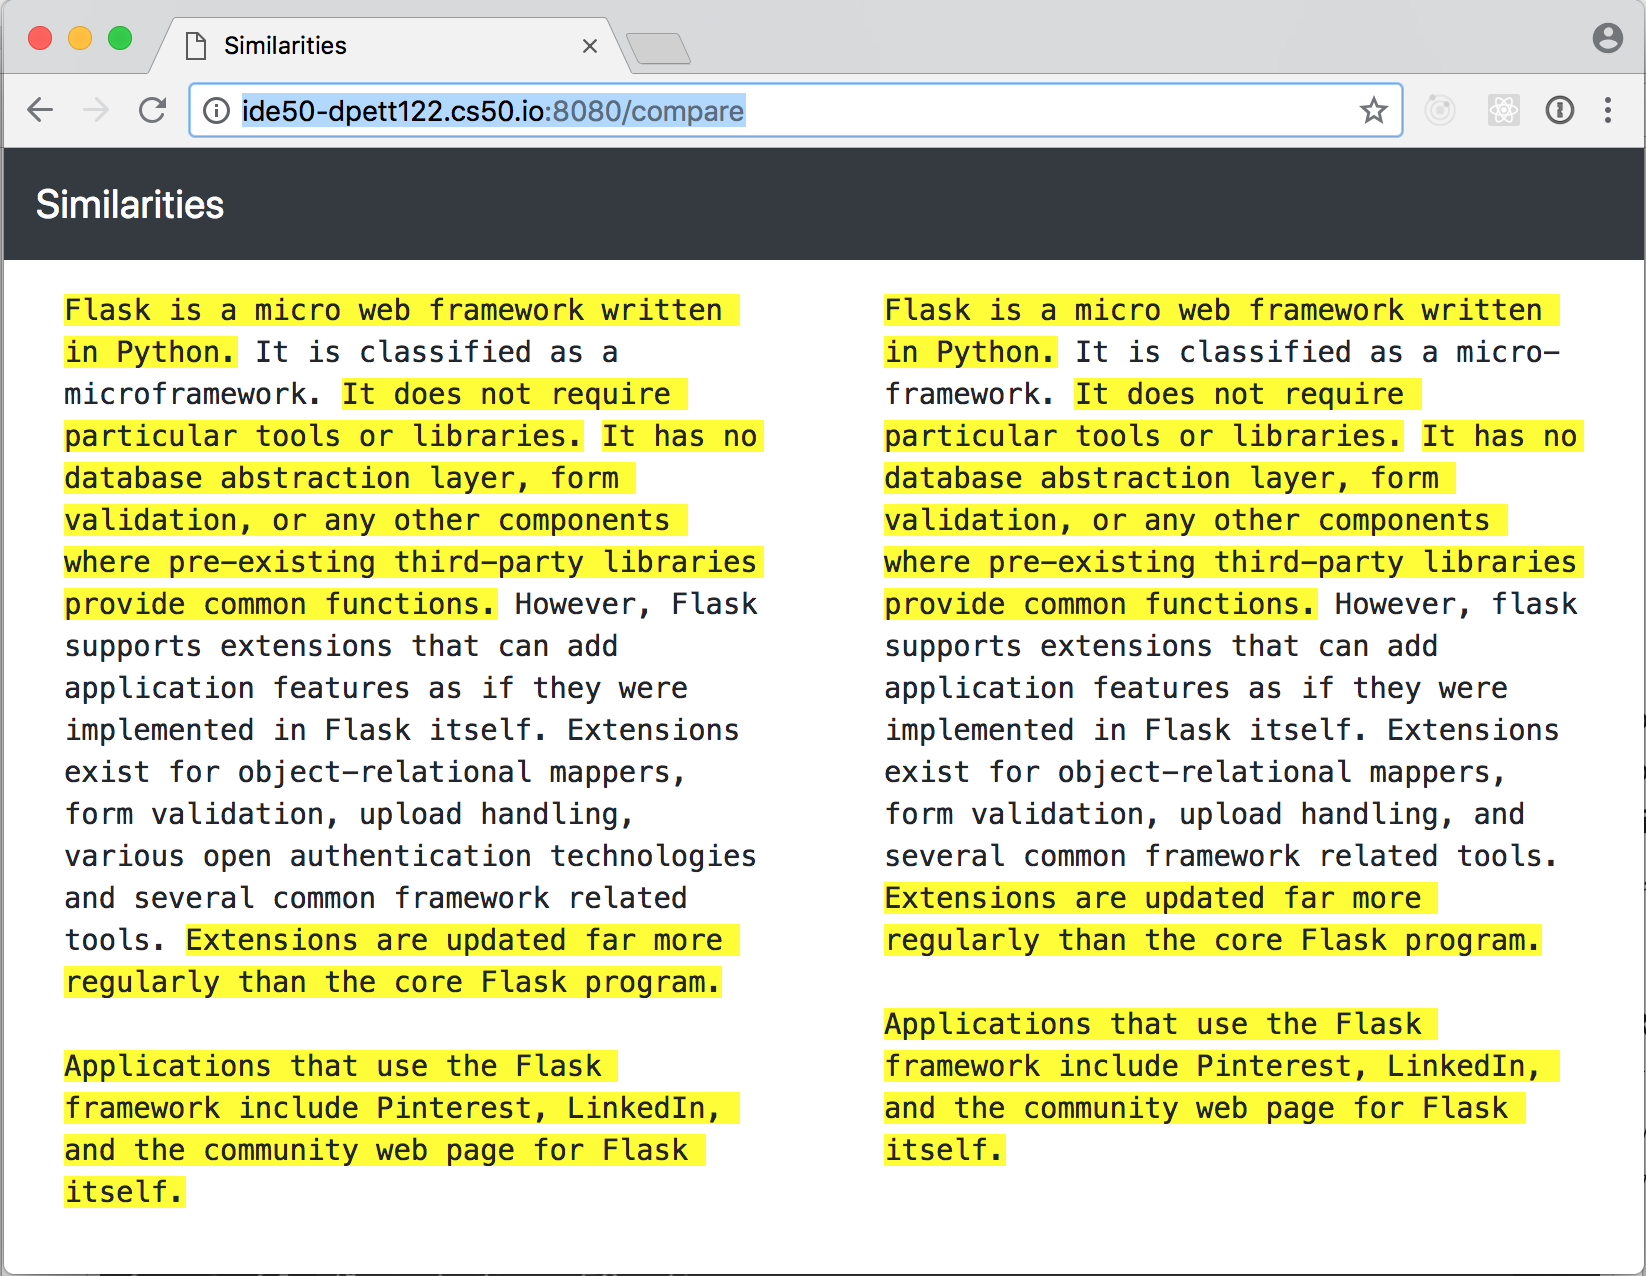 Similarities
ide50-dpett122.cs50.io:8080/compare
Similarities
Flask is a micro web framework written
in Python. It is classified as a
microframework. It does not require
particular tools or libraries. It has no
database abstraction layer, form
validation, or any other components
where pre-existing third-party libraries
provide common functions. However, Flask
supports extensions that can add
application features as if they were
implemented in Flask itself. Extensions
exist for object-relational mappers,
form validation, upload handling,
various open authentication technologies
and several common framework related
tools. Extensions are updated far more
regularly than the core Flask program.
Applications that use the Flask
framework include Pinterest, LinkedIn,
and the community web page for Flask
itself.
Flask is a micro web framework written
in Python. It is classified as a micro-
framework. It does not require
particular tools or libraries. It has no
database abstraction layer, form
validation, or any other components
where pre-existing third-party libraries
provide common functions. However, flask
supports extensions that can add
application features as if they were
implemented in Flask itself. Extensions
exist for object-relational mappers,
form validation, upload handling, and
several common framework related tools.
Extensions are updated far more
regularly than the core Flask program.
Applications that use the Flask
framework include Pinterest, LinkedIn,
and the community web page for Flask
itself.